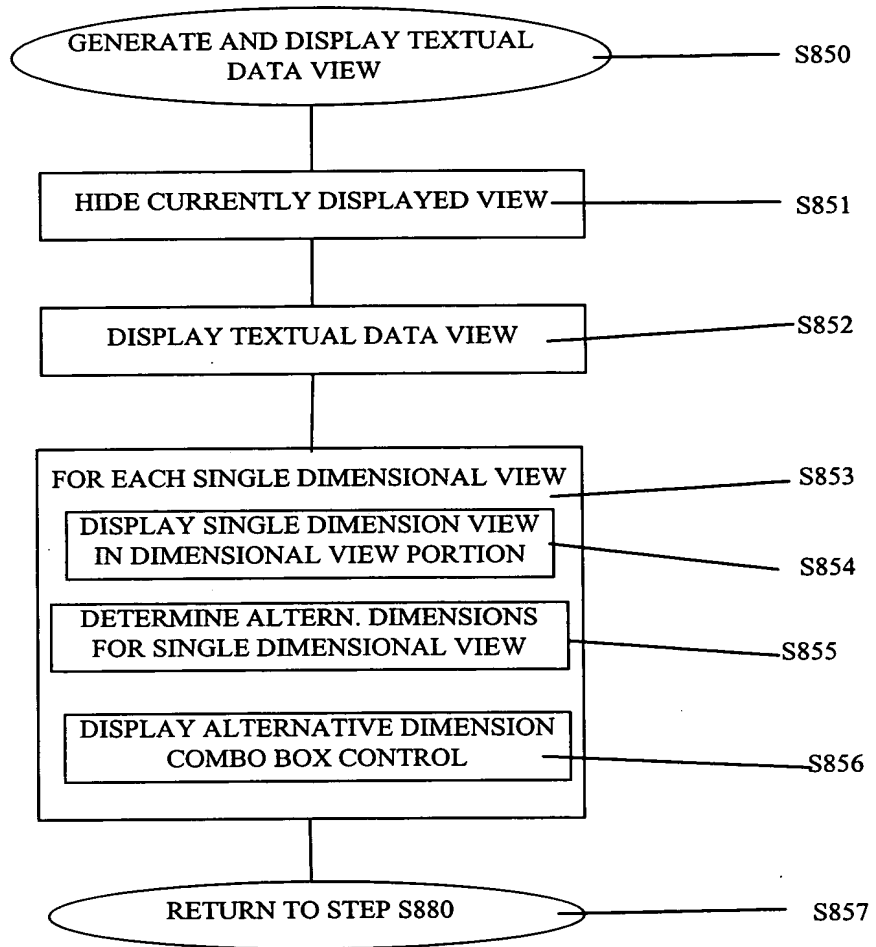 GENERATE AND DISPLAY TEXTUAL
DATA VIEW
S850
HIDE CURRENTLY DISPLAYED VIEW
S851
DISPLAY TEXTUAL DATA VIEW
S852
FOR EACH SINGLE DIMENSIONAL VIEW
S853
DISPLAY SINGLE DIMENSION VIEW
IN DIMENSIONAL VIEW PORTION
S854
DETERMINE ALTERN. DIMENSIONS
FOR SINGLE DIMENSIONAL VIEW
S855
DISPLAY ALTERNATIVE DIMENSION
COMBO BOX CONTROL
S856
RETURN TO STEP S880
S857